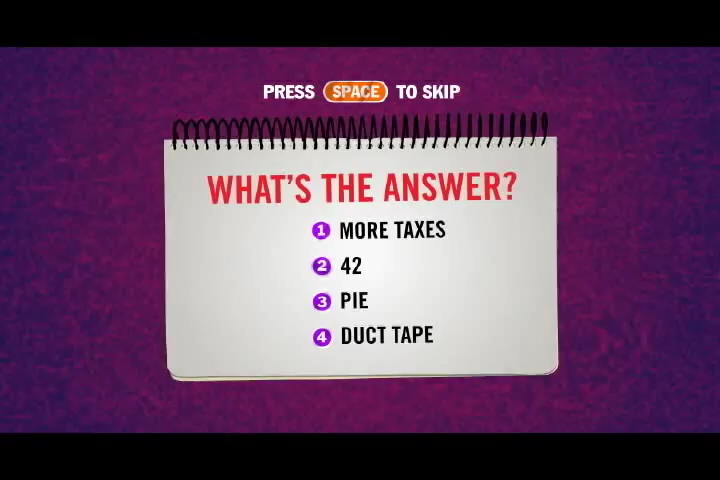 PRESS SPACE TO SKIP
WHAT'S THE ANSWER?
1 MORE TAXES
2 42
3 PIE
4 DUCT TAPE